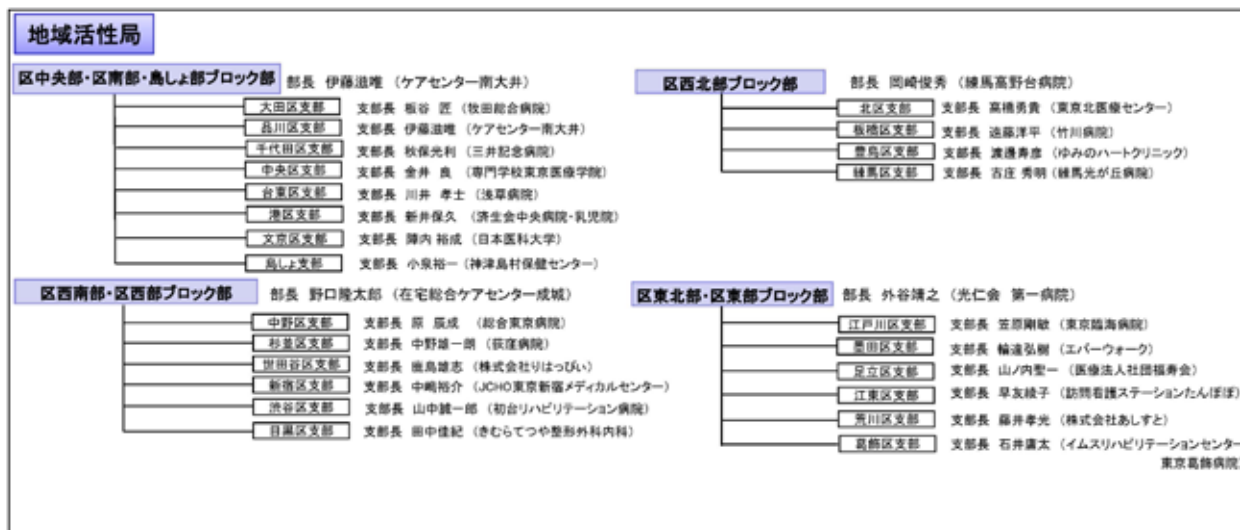 地域活性局
区中央部・区南部・島しょ部ブロック部 部長 伊藤滋唯 (ケアセンター南大井)
大田区支部 支部長 板谷 匠 (牧田総合病院)
品川区支部 支部長 伊藤滋唯 (ケアセンター南大井)
千代田区支部 支部長 秋保光利 (三井記念病院)
中央区支部 支部長 金井 良 (専門学校東京医療学院)
台東区支部 支部長 川井 孝士 (浅草病院)
港区支部 支部長 新井保久 (済生会中央病院・乳児院)
文京区支部 支部長 陣内 裕成 (日本医科大学)
島しょ支部 支部長 小泉裕一 (神津島村保健センター)
区西南部・区西部ブロック部 部長 野口隆太郎 (在宅総合ケアセンター成城)
中野区支部 支部長 原 辰成 (総合東京病院)
杉並区支部 支部長 中野雄一朗 (荻窪病院)
世田谷区支部 支部長 鹿島雄志 (株式会社りはっぴぃ)
新宿区支部 支部長 中嶋裕介 (JCHO東京新宿メディカルセンター)
渋谷区支部 支部長 山中誠一郎 (初台リハビリテーション病院)
目黒区支部 支部長 田中佳紀 (きむらてつや整形外科内科)
区西北部ブロック部 部長 岡崎俊秀 (練馬高野台病院)
北区支部 支部長 髙橋勇貴 (東京北医療センター)
板橋区支部 支部長 遠藤洋平 (竹川病院)
豊島区支部 支部長 渡邊寿彦 (ゆみのハートクリニック)
練馬区支部 支部長 古庄 秀明 (練馬光が丘病院)
区東北部・区東部ブロック部 部長 外谷靖之 (光仁会 第一病院)
江戸川区支部 支部長 笠原剛敏 (東京臨海病院)
墨田区支部 支部長 輪違弘樹 (エバーウォーク)
足立区支部 支部長 山ノ内聖一 (医療法人社団福寿会)
江東区支部 支部長 早友綾子 (訪問看護ステーションたんぽぽ)
荒川区支部 支部長 藤井孝光 (株式会社あしすと)
葛飾区支部 支部長 石井廉太 (イムスリハビリテーションセンター
東京葛飾病院)